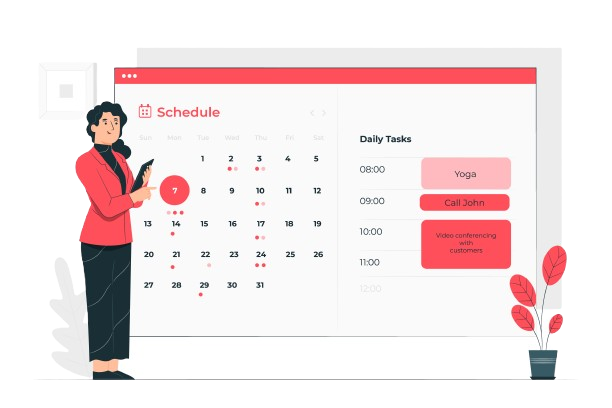 Schedule
Sun Mon Tue Wed Thu Fri Sat
1 2 3 4 5
7 8 9 10 11 12
13 14 15 16 17 18 19
20 21 22 23 24 25 26
27 28 29 30 31
Daily Tasks
08:00
Yoga
09:00
Call John
10:00
Video conferencing
with
customers
11:00
12:00